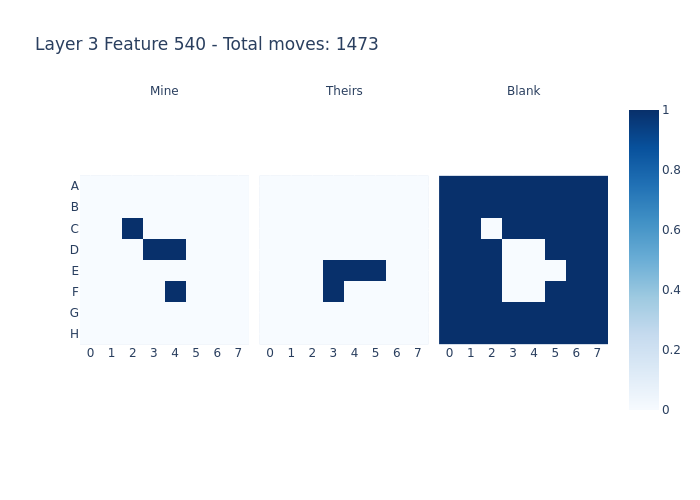 Layer 3 Feature 540 - Total moves: 1473
Mine Theirs Blank
A
B
C
D
E
F
G
H
0 1 2 3 4 5 6 7 0 1 2 3 4 5 6 7 0 1 2 3 4 5 6 7
1
0.8
0.6
0.4
0.2
0